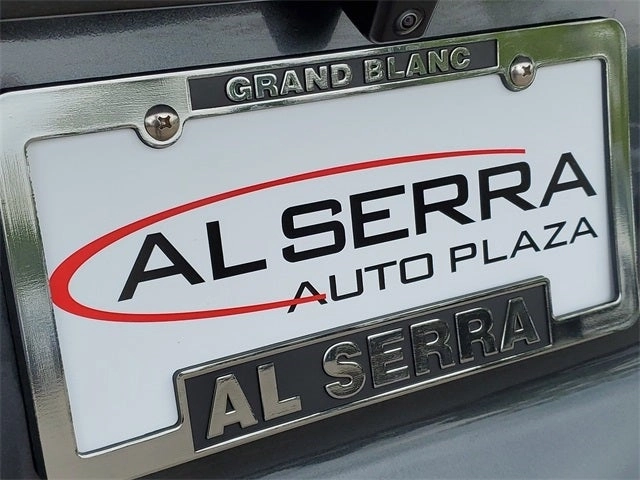 GRAND BLANC
AL SERRA
AUTO PLAZA
AL SERRA